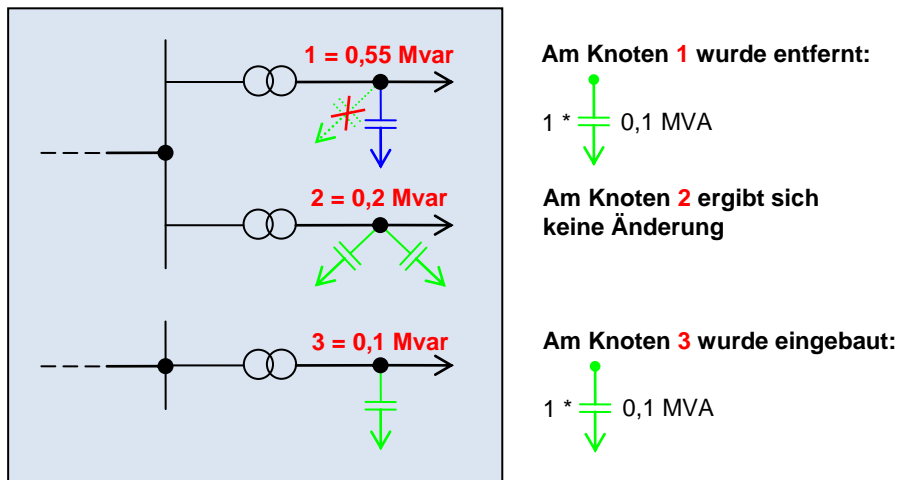 1 = 0,55 Mvar
Am Knoten 1 wurde entfernt:
1 * 0,1 MVA
2 = 0,2 Mvar
Am Knoten 2 ergibt sich
keine Änderung
3 = 0,1 Mvar
Am Knoten 3 wurde eingebaut:
1 * 0,1 MVA